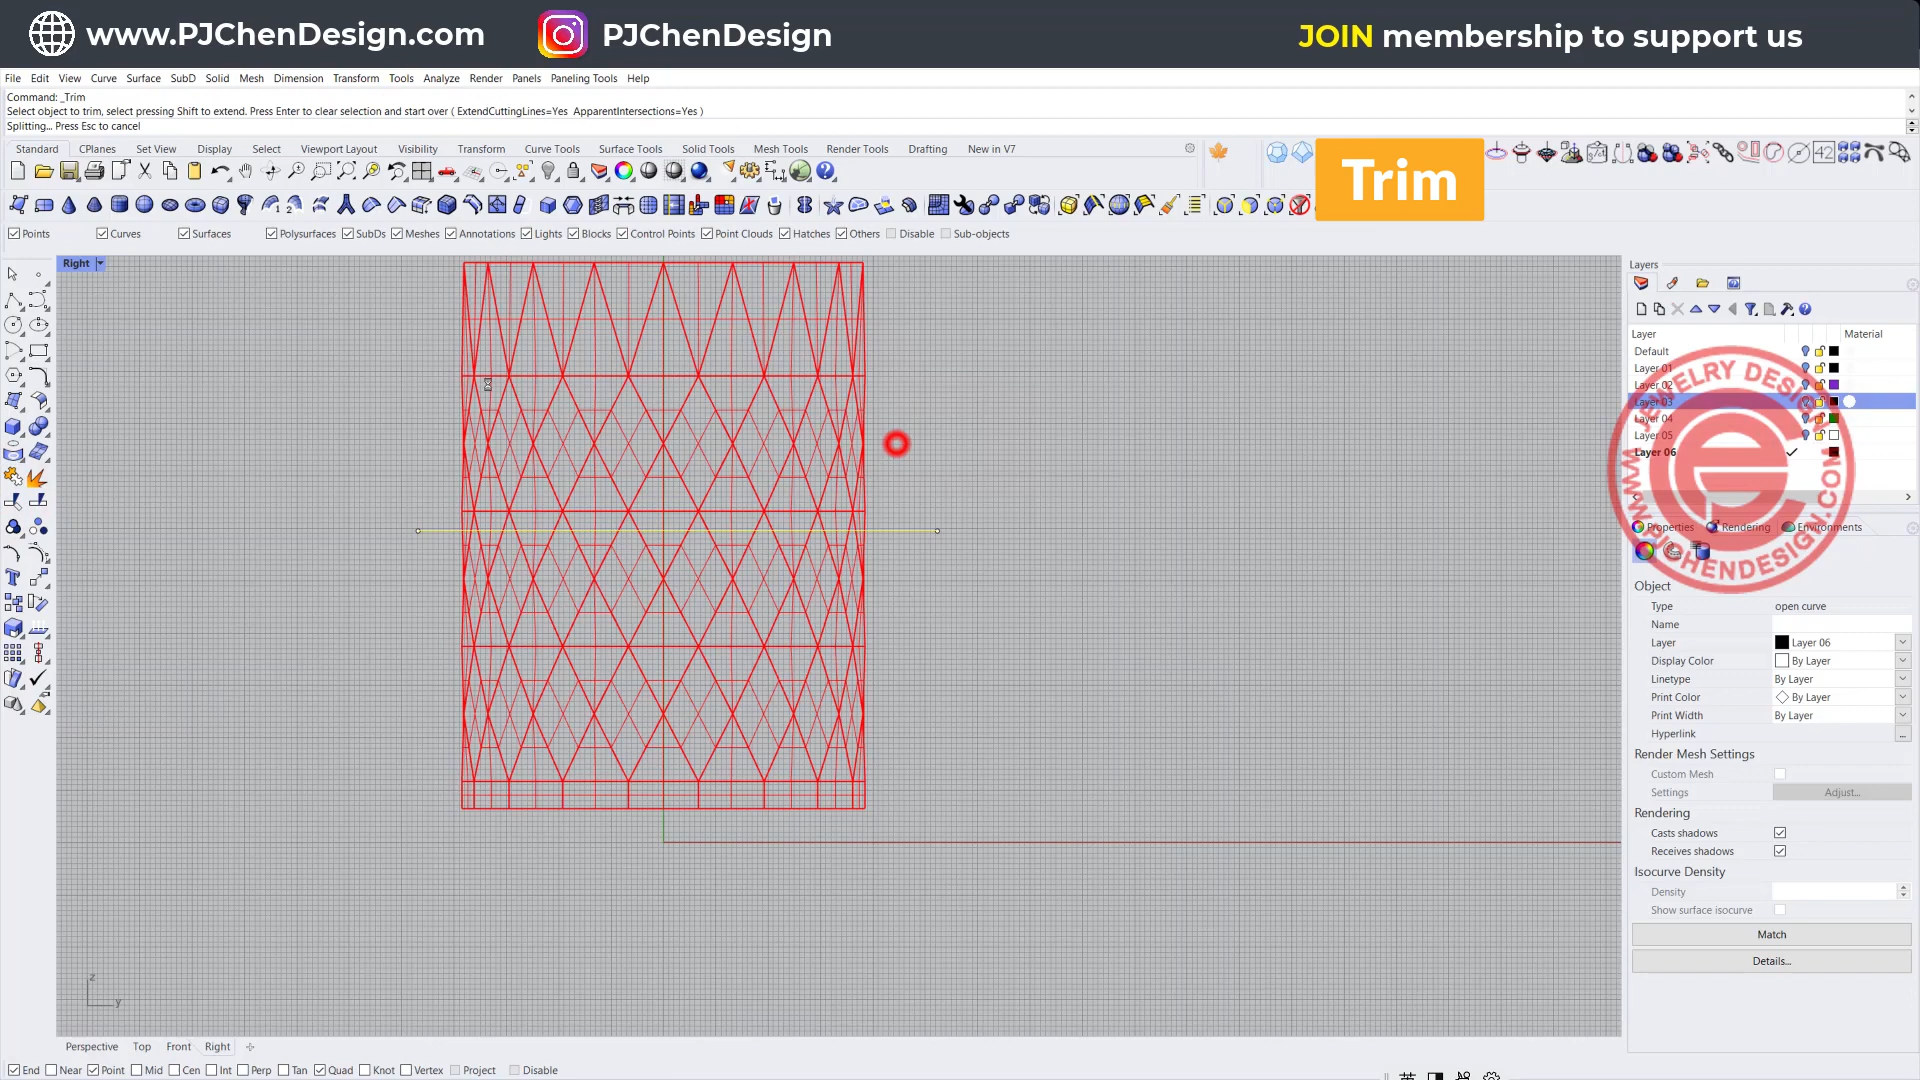 www.PJChenDesign.com PJChenDesign JOIN membership to support us
File Edit View Curve Surface SubD Solid Mesh Dimension Transform Tools Analyze Render Panels Paneling Tools Help
Command: _Trim
Select object to trim, select pressing Shift to extend. Press Enter to clear selection and start over ( ExtendCuttingLines=Yes ApparentIntersections=Yes )
Splitting... Press Esc to cancel
Standard CPlanes Set View Display Select Viewport Layout Visibility Transform Curve Tools Surface Tools Solid Tools Mesh Tools Render Tools Drafting New in V7
Trim
Points Curves Surfaces Polysurfaces SubDs Meshes Annotations Lights Blocks Control Points Point Clouds Hatches Others Disable Sub-objects
Right
Layers
Layer Material
Default
Layer 01
Layer 02
Layer 03
Layer 04
Layer 05
Layer 06
JEWELRY DESIGN
WWW.PJCHENDESIGN.COM
Properties Rendering Environments
Object
Type open curve
Name
Layer Layer 06
Display Color By Layer
Linetype By Layer
Print Color By Layer
Print Width By Layer
Hyperlink ...
Render Mesh Settings
Custom Mesh
Settings Adjust...
Rendering
Casts shadows
Receives shadows
Isocurve Density
Density
Show surface isocurve
Match
Details...
z
y
Perspective Top Front Right
End Near Point Mid Cen Int Perp Tan Quad Knot Vertex Project Disable
英